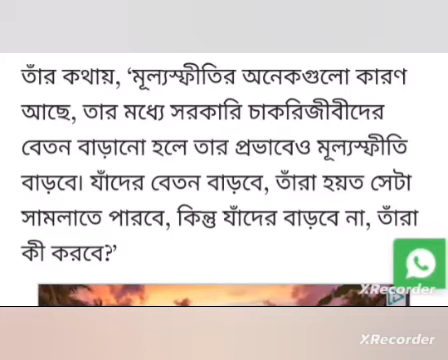 তাঁর কথায়, ‘মূল্যস্ফীতির অনেকগুলো কারণ
আছে, তার মধ্যে সরকারি চাকরিজীবীদের
বেতন বাড়ানো হলে তার প্রভাবেও মূল্যস্ফীতি
বাড়বে। যাঁদের বেতন বাড়বে, তাঁরা হয়ত সেটা
সামলাতে পারবে, কিন্তু যাঁদের বাড়বে না, তাঁরা
কী করবে?’
XRecorder
XRecorder